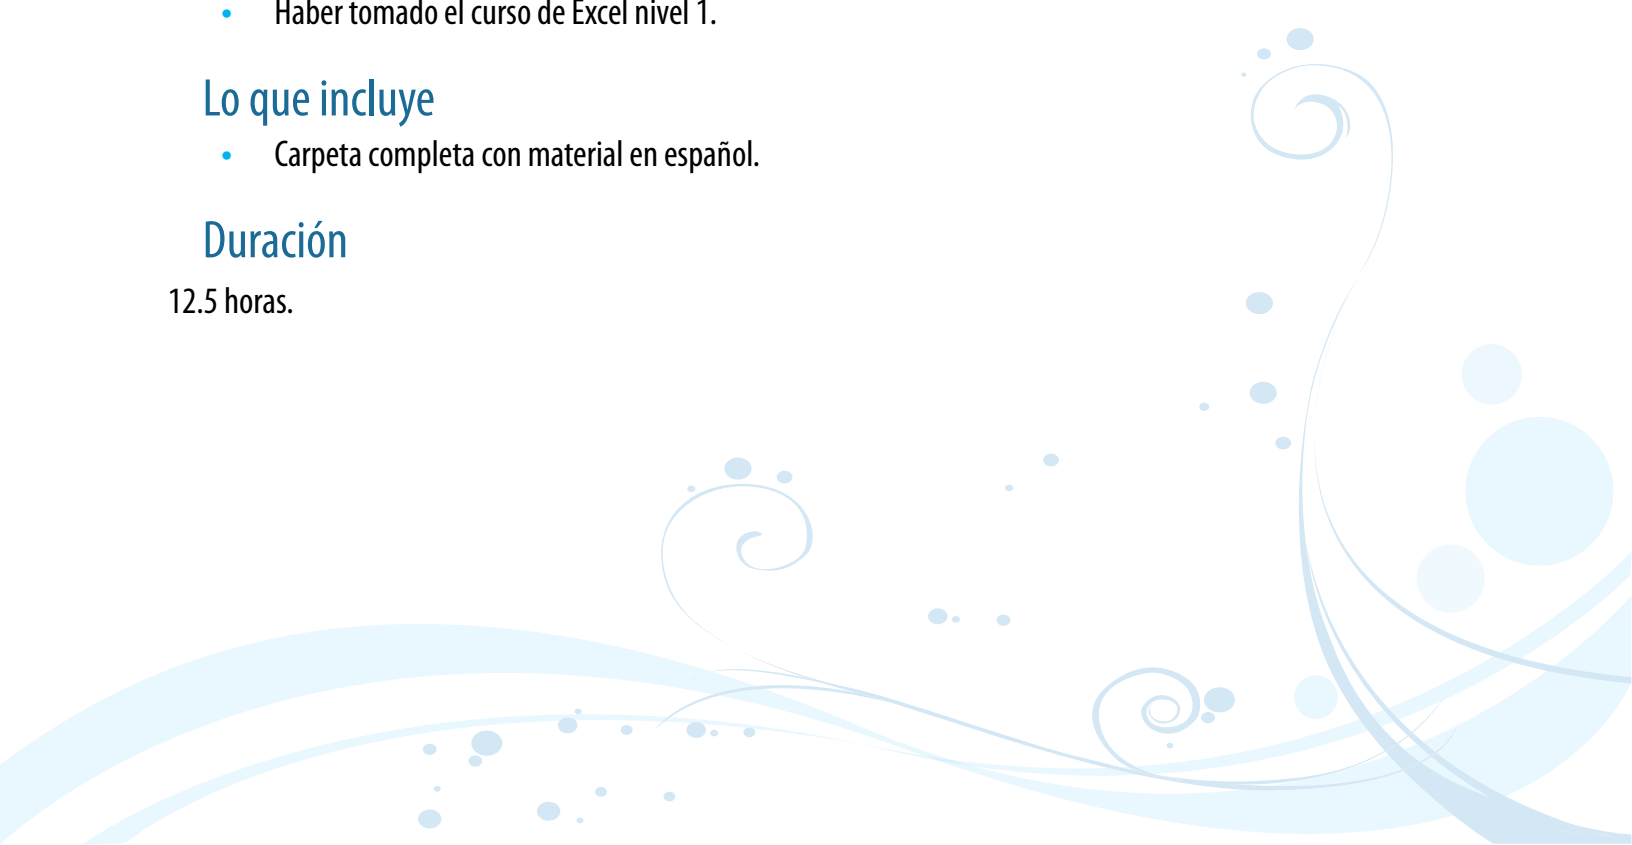 • Haber tomado el curso de Excel nivel 1.
Lo que incluye
• Carpeta completa con material en español.
Duración
12.5 horas.